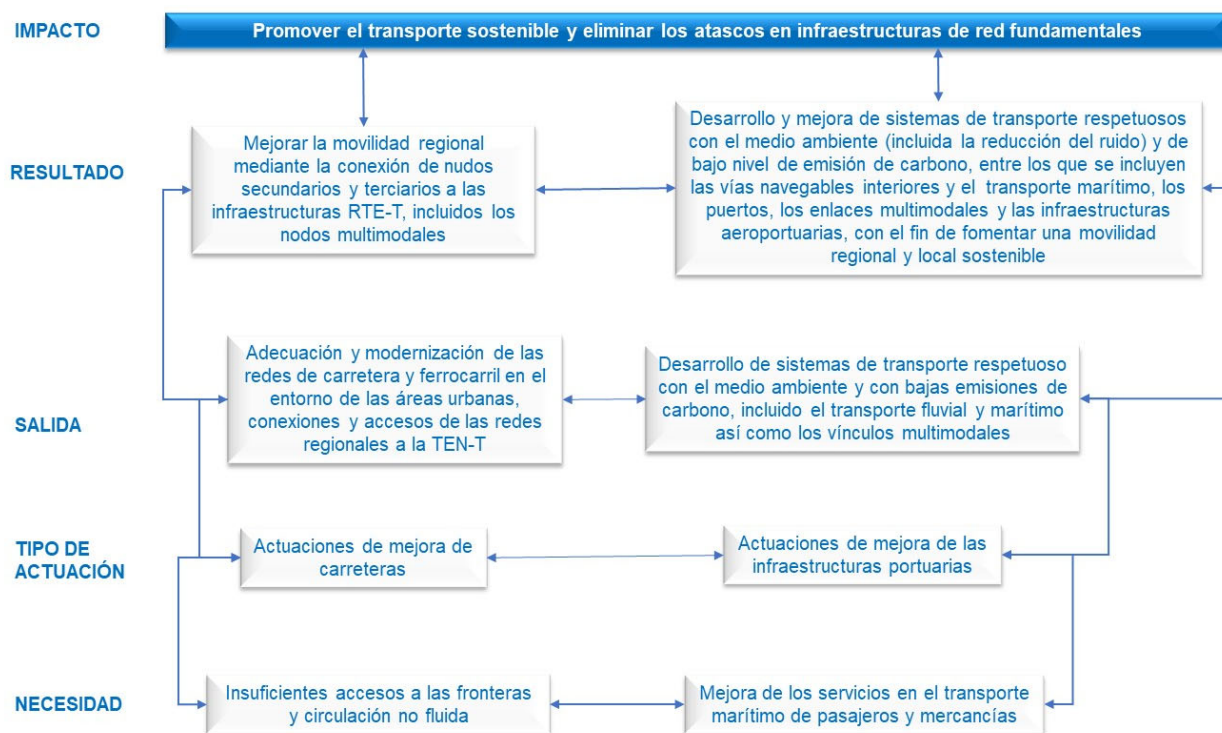 IMPACTO
Promover el transporte sostenible y eliminar los atascos en infraestructuras de red fundamentales
RESULTADO
Mejorar la movilidad regional
mediante la conexión de nudos
secundarios y terciarios a las
infraestructuras RTE-T, incluidos los
nodos multimodales
Desarrollo y mejora de sistemas de transporte respetuosos
con el medio ambiente (incluida la reducción del ruido) y de
bajo nivel de emisión de carbono, entre los que se incluyen
las vías navegables interiores y el transporte marítimo, los
puertos, los enlaces multimodales y las infraestructuras
aeroportuarias, con el fin de fomentar una movilidad
regional y local sostenible
SALIDA
Adecuación y modernización de las
redes de carretera y ferrocarril en el
entorno de las áreas urbanas,
conexiones y accesos de las redes
regionales a la TEN-T
Desarrollo de sistemas de transporte respetuoso
con el medio ambiente y con bajas emisiones de
carbono, incluido el transporte fluvial y marítimo
así como los vínculos multimodales
TIPO DE
ACTUACIÓN
Actuaciones de mejora de
carreteras
Actuaciones de mejora de las
infraestructuras portuarias
NECESIDAD
Insuficientes accesos a las fronteras
y circulación no fluida
Mejora de los servicios en el transporte
marítimo de pasajeros y mercancías